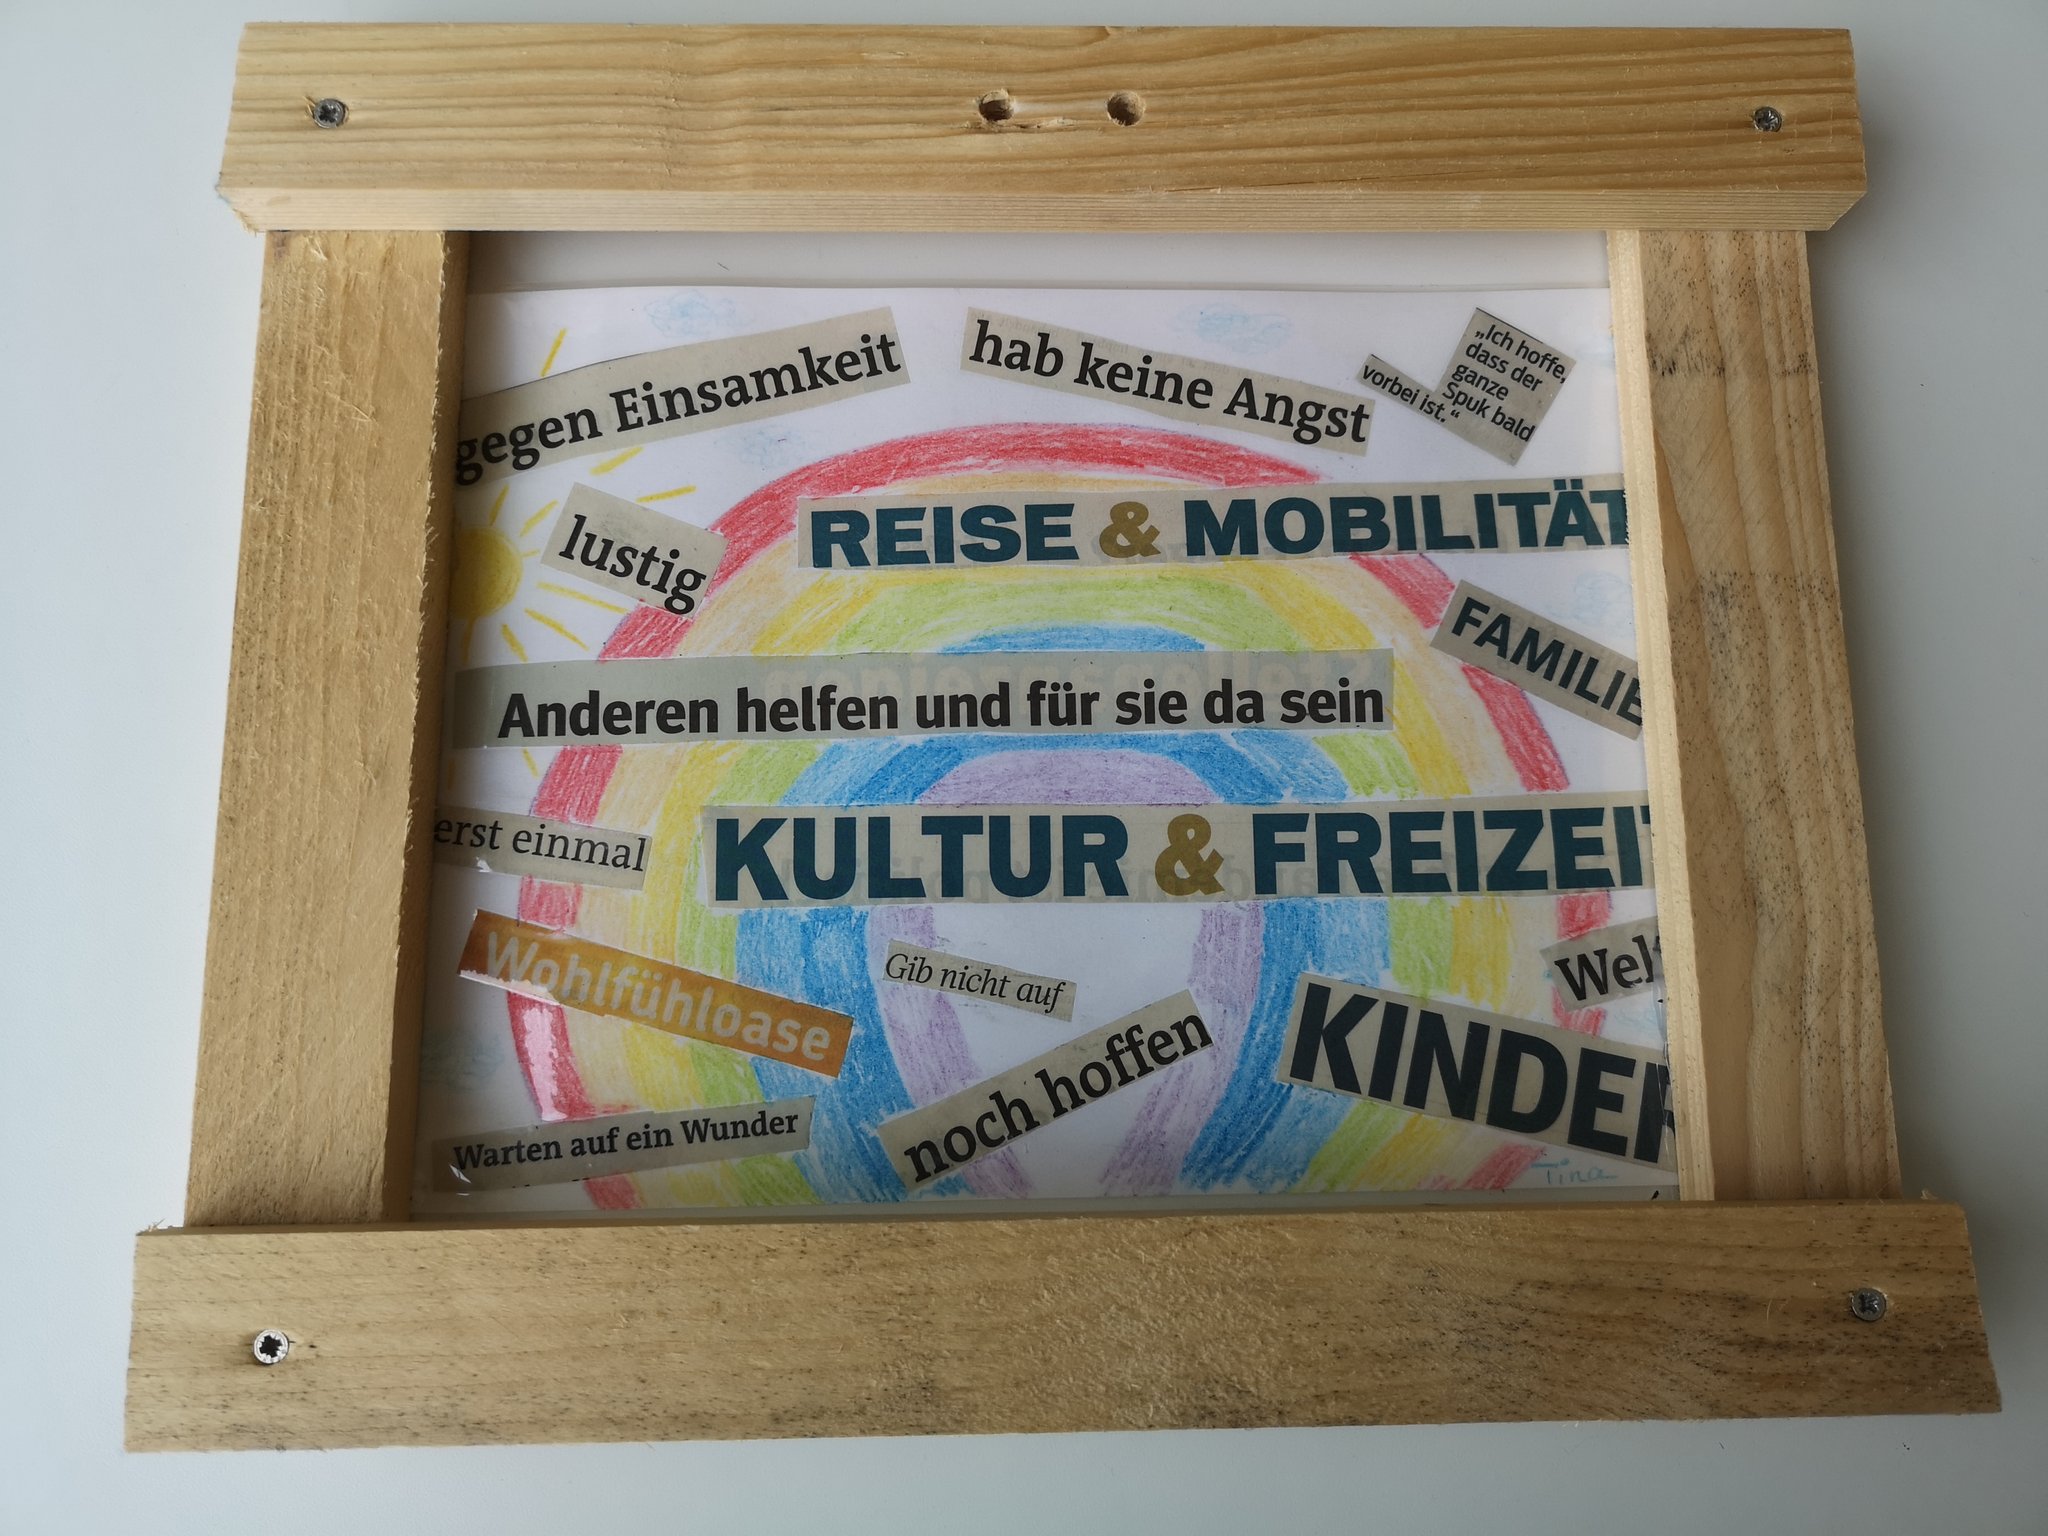 gegen Einsamkeit
hab keine Angst
„Ich hoffe,
dass der
ganze
Spuk bald
vorbei ist.“
lustig
REISE & MOBILITÄT
FAMILIE
Anderen helfen und für sie da sein
erst einmal
KULTUR & FREIZEIT
Wohlfühloase
Gib nicht auf
Welt
KINDER
noch hoffen
Warten auf ein Wunder
Tina